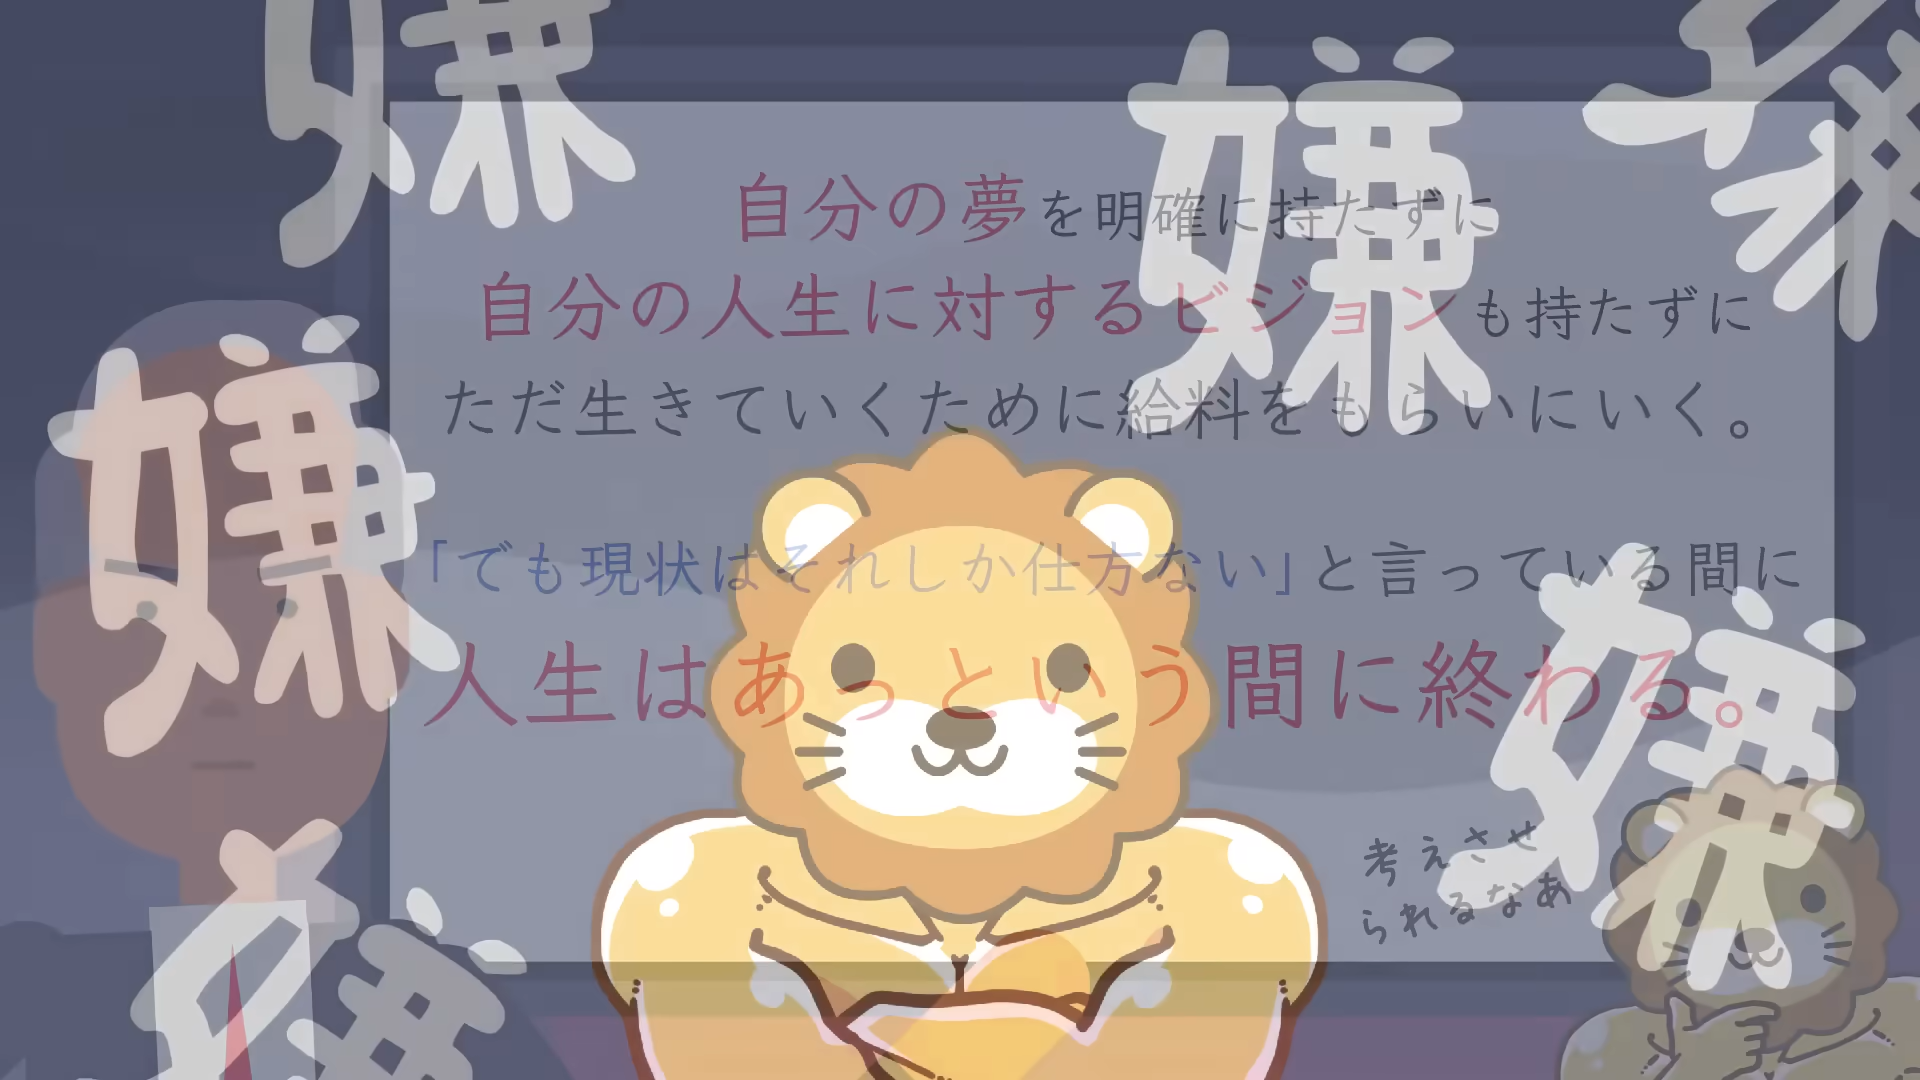 嫌
嫌
嫌
自分の夢を明確に持たずに
自分の人生に対するビジョンも持たずに
ただ生きていくために給料をもらいにいく。
嫌
「でも現状はそれしか仕方ない」と言っている間に
人生はあっという間に終わる。
嫌
考えさせ
られるなあ
嫌